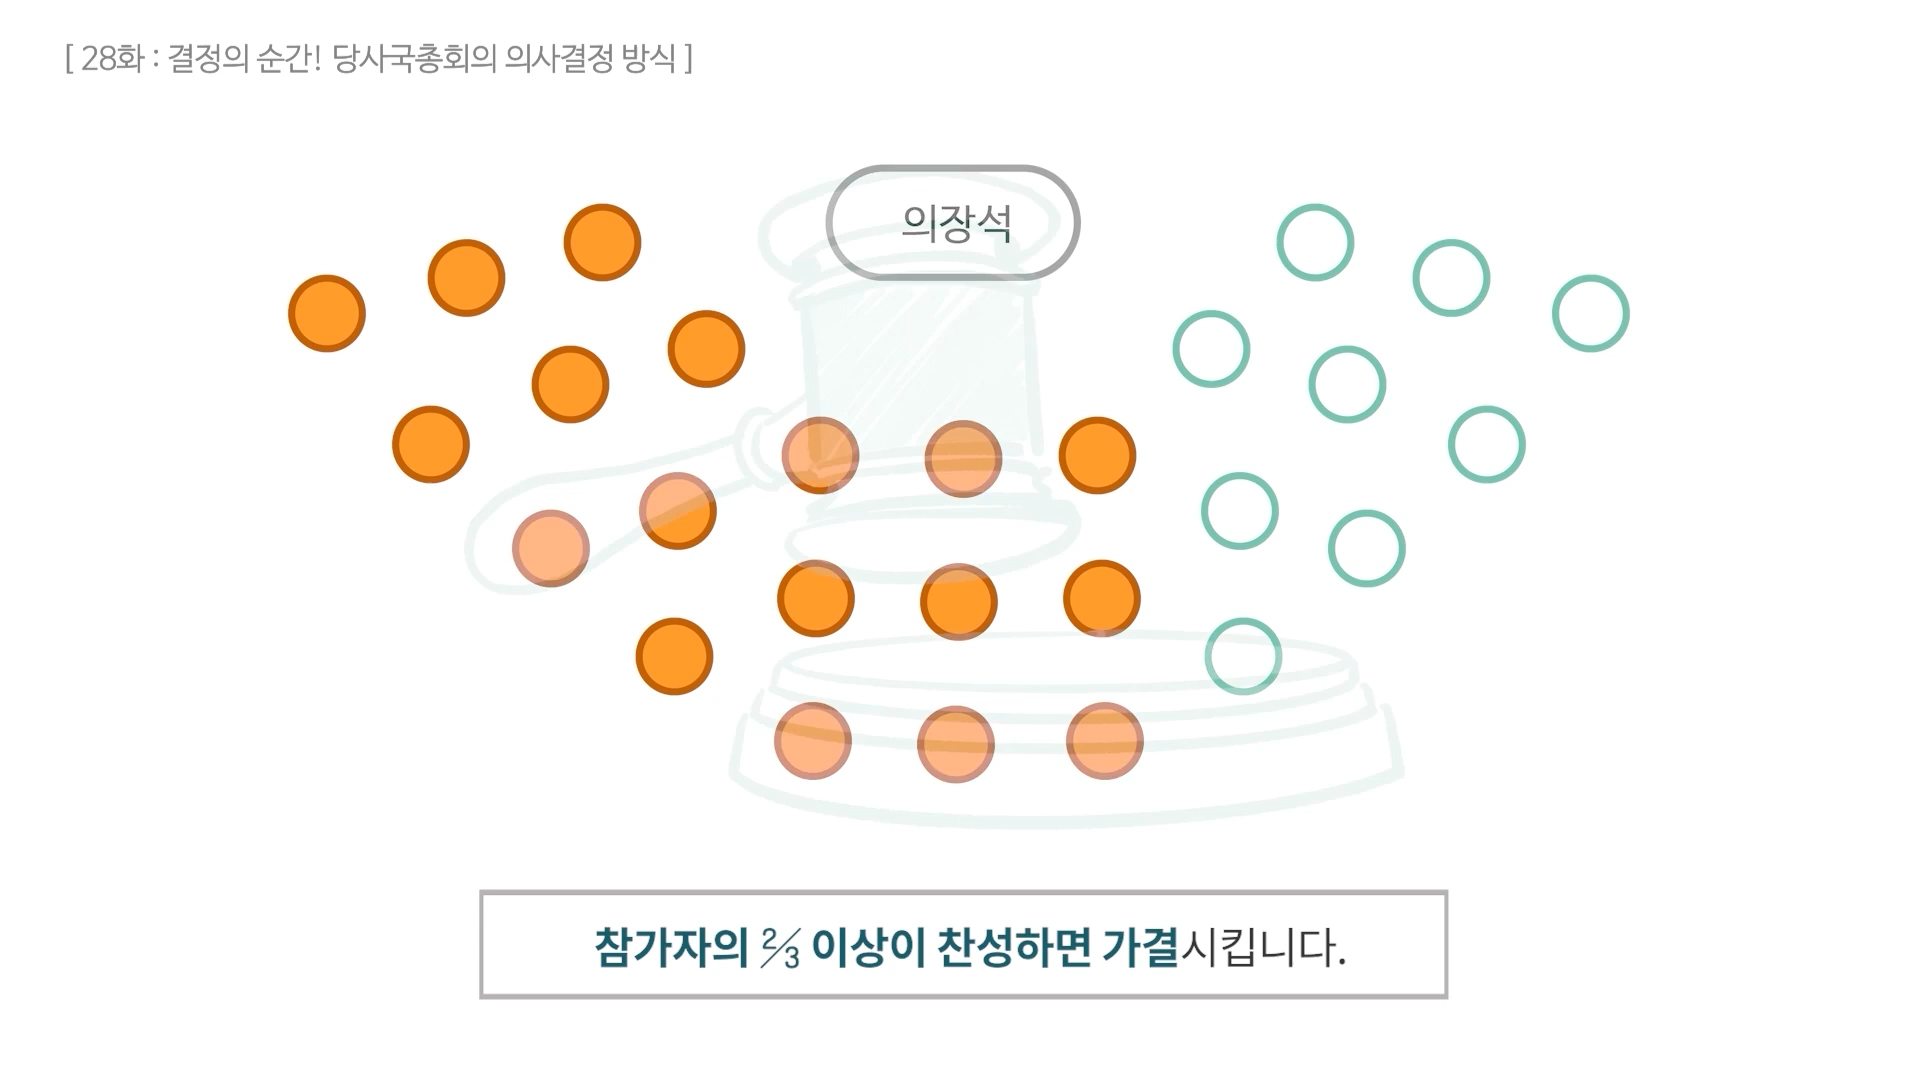 [ 28화 : 결정의 순간! 당사국총회의 의사결정 방식 ]
의장석
참가자의 ⅔ 이상이 찬성하면 가결시킵니다.